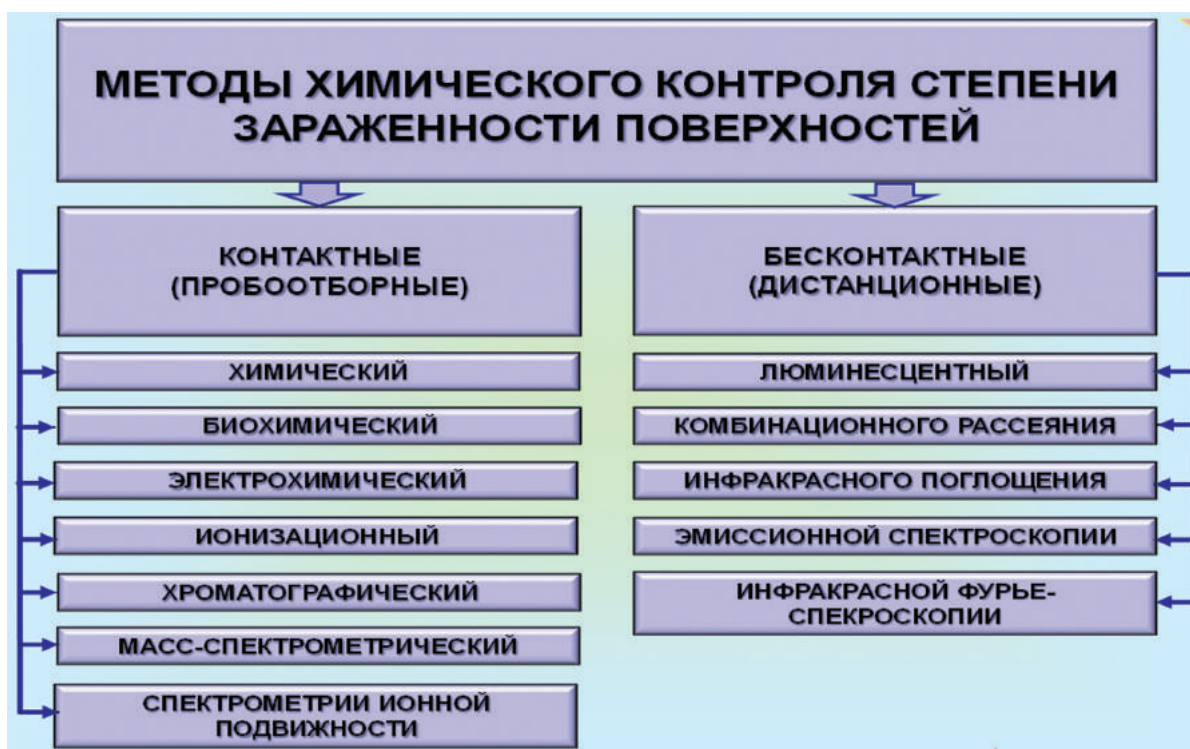 МЕТОДЫ ХИМИЧЕСКОГО КОНТРОЛЯ СТЕПЕНИ
ЗАРАЖЕННОСТИ ПОВЕРХНОСТЕЙ
КОНТАКТНЫЕ
(ПРОБООТБОРНЫЕ)
ХИМИЧЕСКИЙ
БИОХИМИЧЕСКИЙ
ЭЛЕКТРОХИМИЧЕСКИЙ
ИОНИЗАЦИОННЫЙ
ХРОМАТОГРАФИЧЕСКИЙ
МАСС-СПЕКТРОМЕТРИЧЕСКИЙ
СПЕКТРОМЕТРИИ ИОННОЙ
ПОДВИЖНОСТИ
БЕСКОНТАКТНЫЕ
(ДИСТАНЦИОННЫЕ)
ЛЮМИНЕСЦЕНТНЫЙ
КОМБИНАЦИОННОГО РАССЕЯНИЯ
ИНФРАКРАСНОГО ПОГЛОЩЕНИЯ
ЭМИССИОННОЙ СПЕКТРОСКОПИИ
ИНФРАКРАСНОЙ ФУРЬЕ-
СПЕКРОСКОПИИ